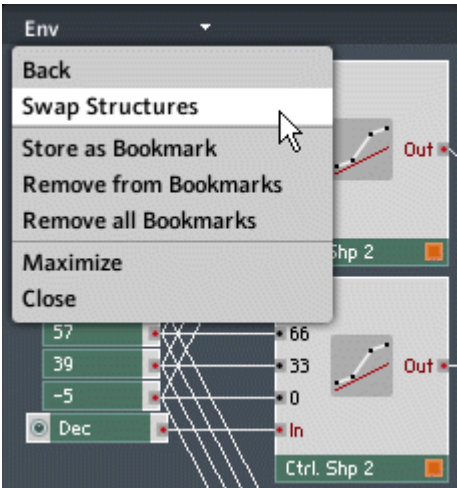 Env
Back
Swap Structures
Store as Bookmark
Remove from Bookmarks
Remove all Bookmarks
Maximize
Close
Out
Shp 2
57
39
-5
Dec
66
33
0
In
Out
Ctrl. Shp 2